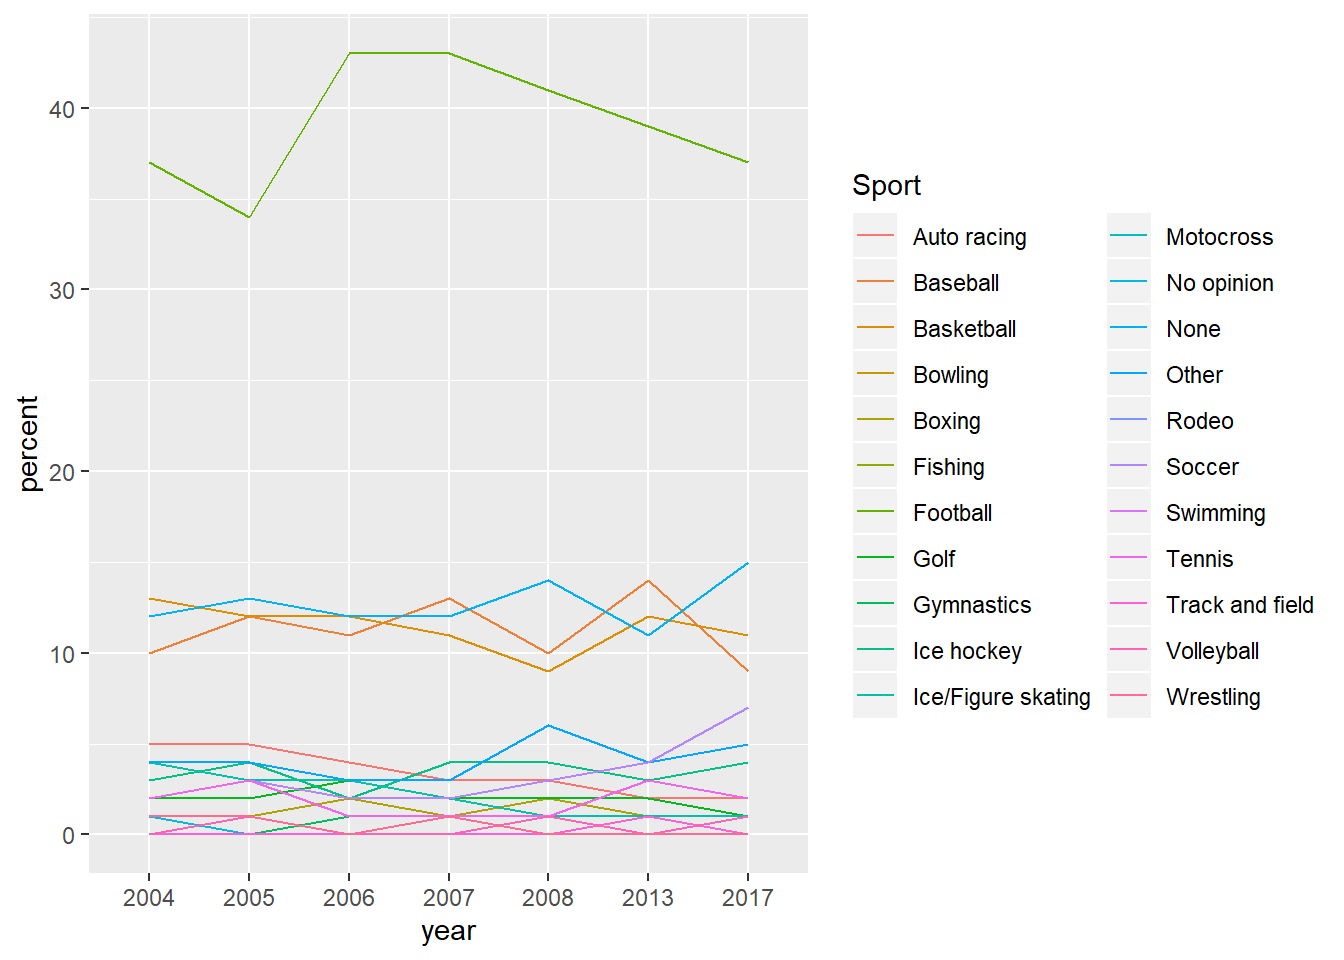 40
30
20
10
0
percent
2004 2005 2006 2007 2008 2013 2017
year
Sport
Auto racing
Baseball
Basketball
Bowling
Boxing
Fishing
Football
Golf
Gymnastics
Ice hockey
Ice/Figure skating
Motocross
No opinion
None
Other
Rodeo
Soccer
Swimming
Tennis
Track and field
Volleyball
Wrestling